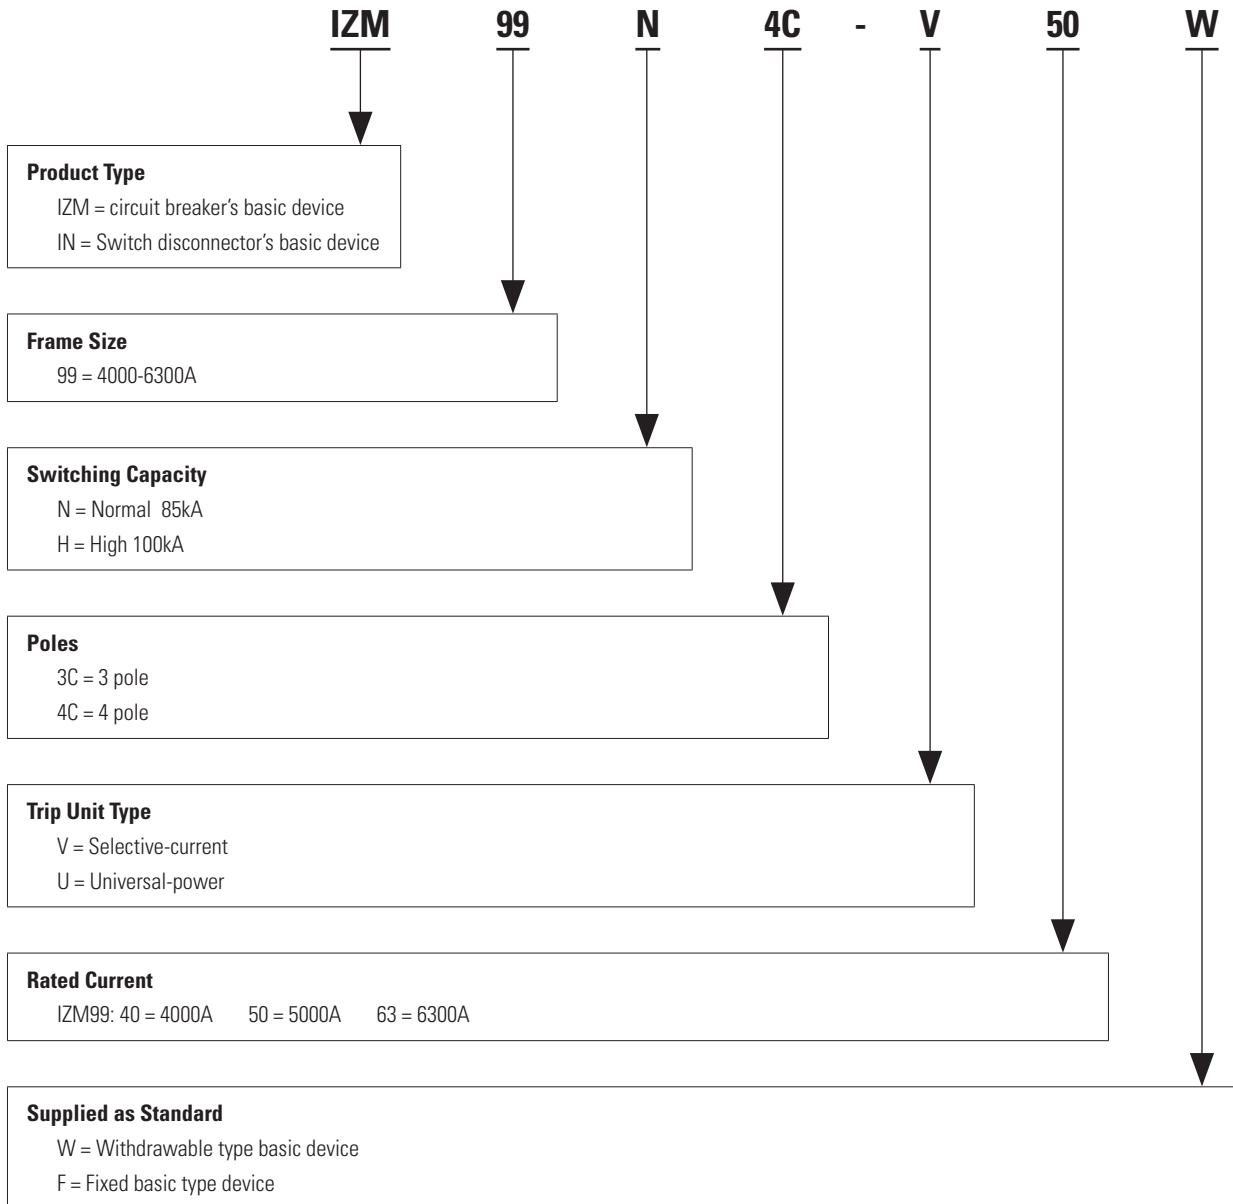 IZM 99 N 4C - V 50 W
Product Type
IZM = circuit breaker's basic device
IN = Switch disconnector's basic device
Frame Size
99 = 4000-6300A
Switching Capacity
N = Normal 85kA
H = High 100kA
Poles
3C = 3 pole
4C = 4 pole
Trip Unit Type
V = Selective-current
U = Universal-power
Rated Current
IZM99: 40 = 4000A 50 = 5000A 63 = 6300A
Supplied as Standard
W = Withdrawable type basic device
F = Fixed basic type device